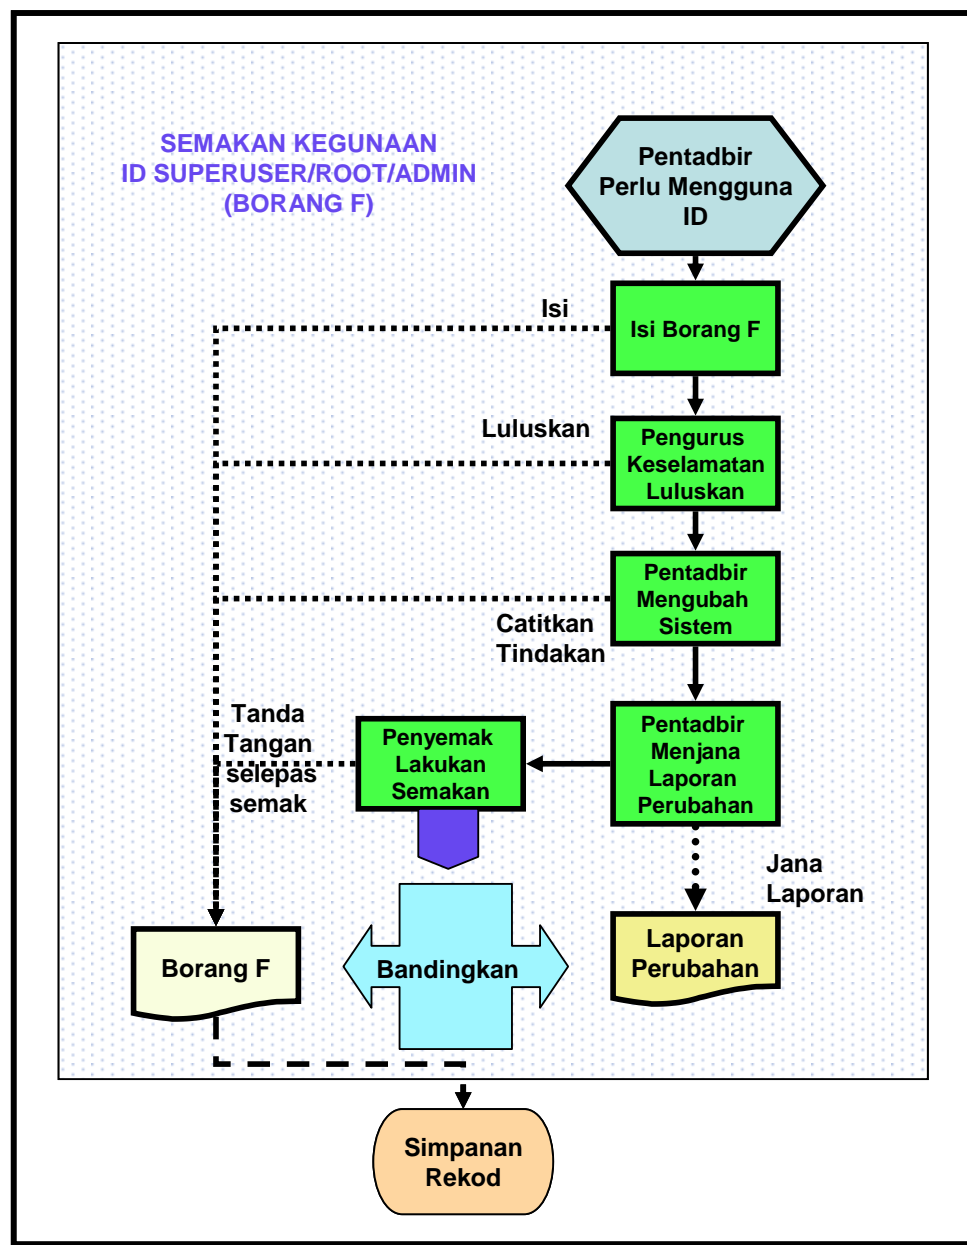 SEMAKAN KEGUNAAN
ID SUPERUSER/ROOT/ADMIN
(BORANG F)
Pentadbir
Perlu Mengguna
ID
Isi
Isi Borang F
Luluskan
Pengurus
Keselamatan
Luluskan
Pentadbir
Mengubah
Sistem
Catitkan
Tindakan
Tanda
Tangan
selepas
semak
Penyemak
Lakukan
Semakan
Pentadbir
Menjana
Laporan
Perubahan
Jana
Laporan
Borang F
Bandingkan
Laporan
Perubahan
Simpanan
Rekod